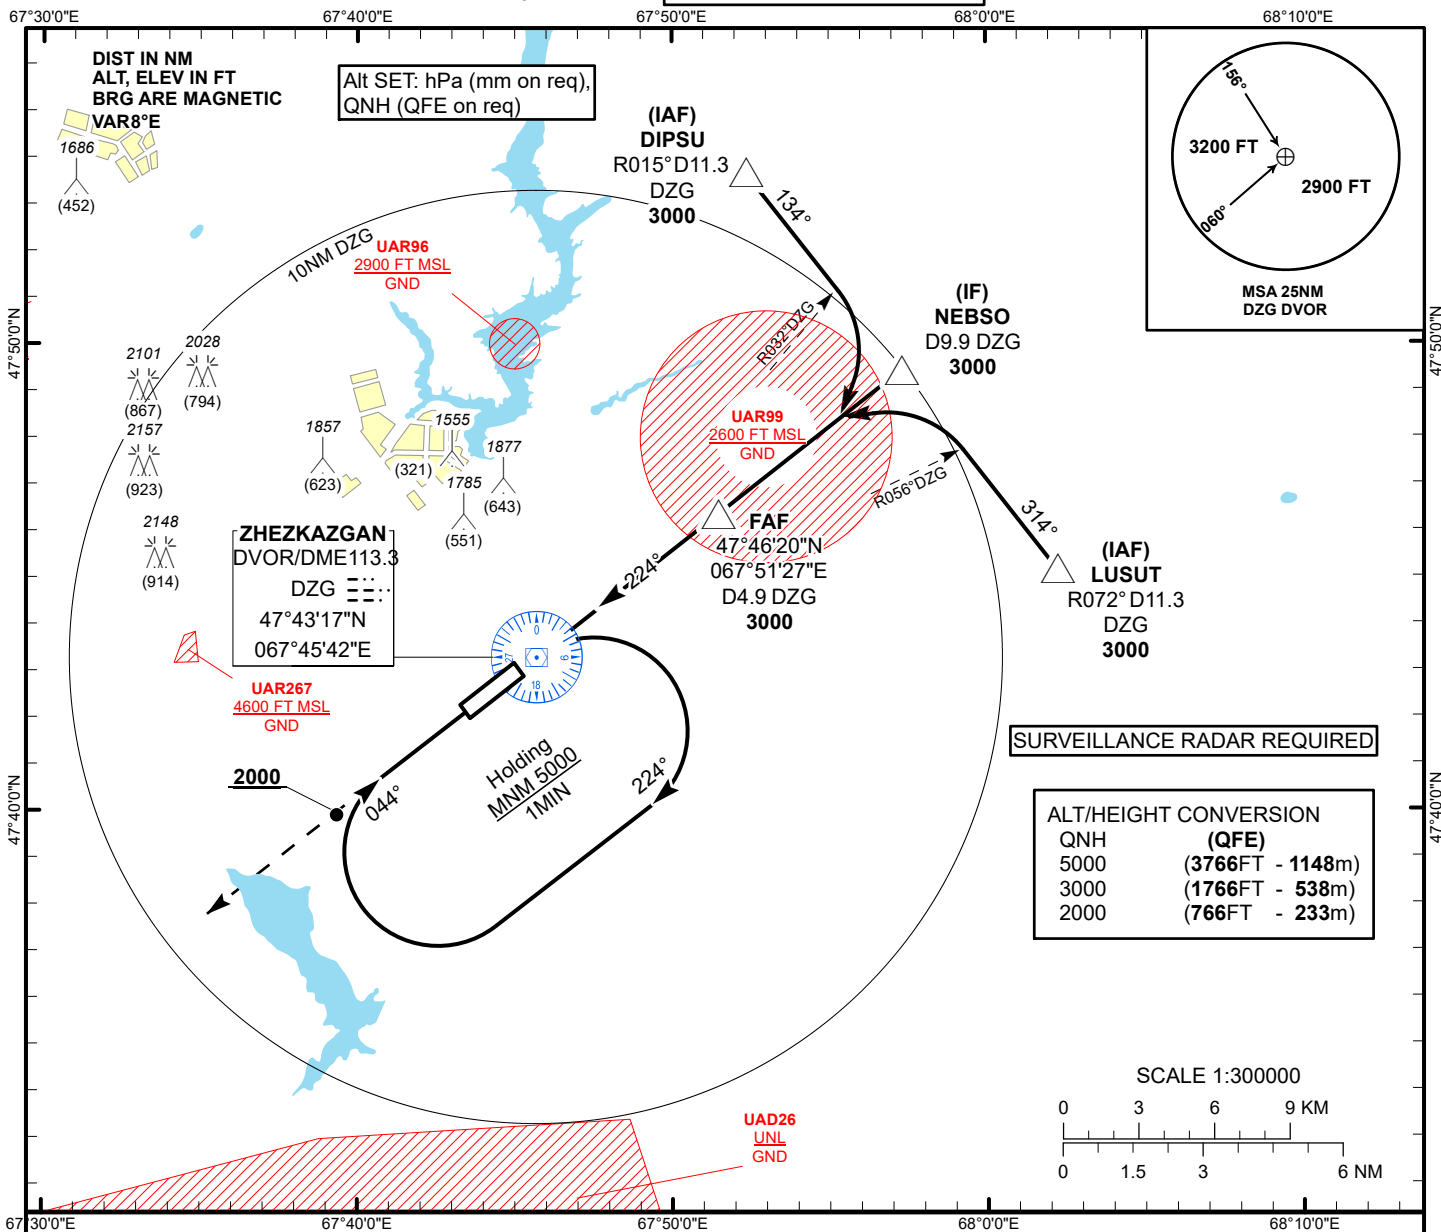 67°30'0"E
67°40'0"E
67°50'0"E
68°0'0"E
68°10'0"E
DIST IN NM
ALT, ELEV IN FT
BRG ARE MAGNETIC
VAR8°E
Alt SET: hPa (mm on req),
QNH (QFE on req)
1686
(452)
(IAF)
DIPSU
R015° D11.3
DZG
3000
134°
156°
3200 FT
2900 FT
060°
MSA 25NM
DZG DVOR
10NM DZG
UAR96
2900 FT MSL
GND
(IF)
NEBSO
D9.9 DZG
3000
R032°DZG
47°50'0"N
47°50'0"N
2101
(867)
2028
(794)
2157
(923)
2148
(914)
1857
(623)
1555
(321)
1877
(643)
1785
(551)
UAR99
2600 FT MSL
GND
R056°DZG
314°
(IAF)
LUSUT
R072° D11.3
DZG
3000
FAF
47°46'20"N
067°51'27"E
D4.9 DZG
3000
224°
ZHEZKAZGAN
DVOR/DME113.3
DZG
47°43'17"N
067°45'42"E
0
9
18
27
UAR267
4600 FT MSL
GND
SURVEILLANCE RADAR REQUIRED
Holding
MNM 5000
1MIN
224°
044°
2000
47°40'0"N
47°40'0"N
ALT/HEIGHT CONVERSION
QNH (QFE)
5000 (3766FT - 1148m)
3000 (1766FT - 538m)
2000 (766FT - 233m)
SCALE 1:300000
0 3 6 9 KM
0 1.5 3 6 NM
UAD26
UNL
GND
67°30'0"E
67°40'0"E
67°50'0"E
68°0'0"E
68°10'0"E